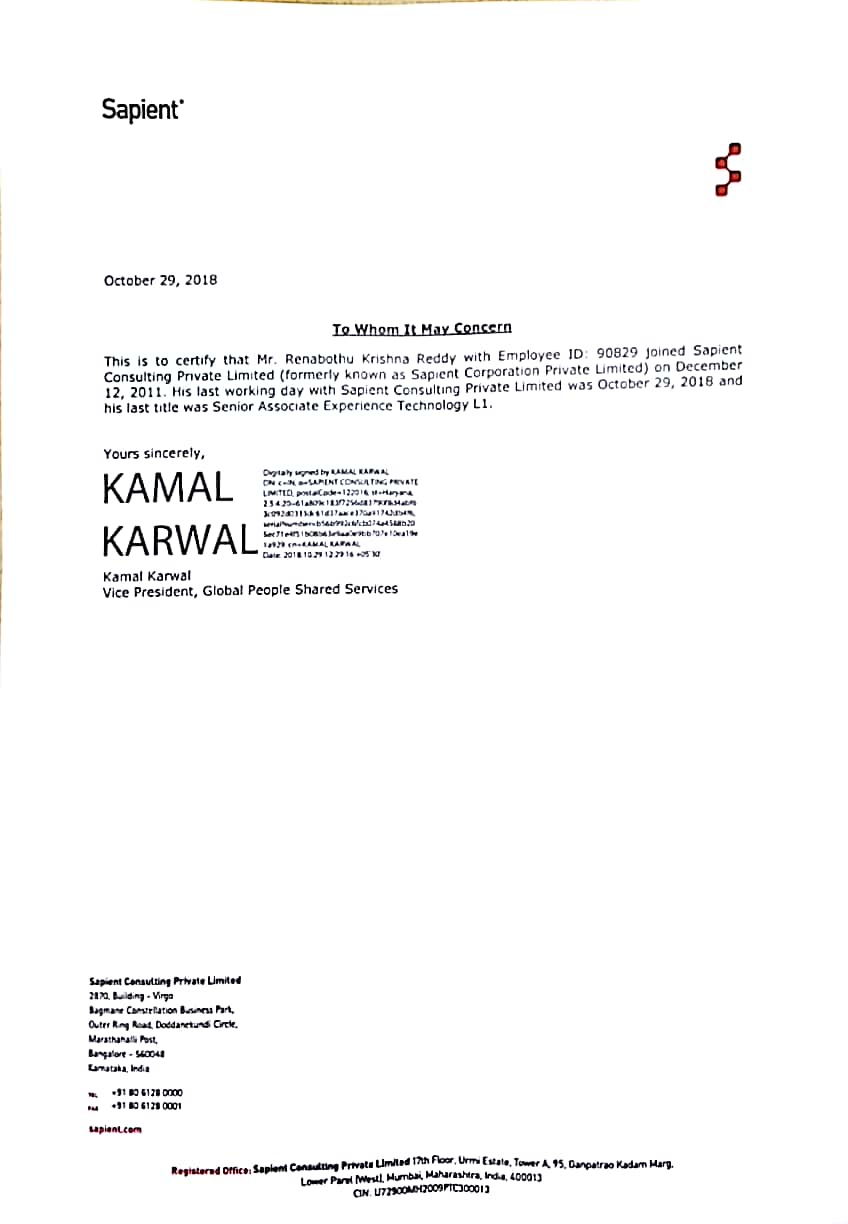 Sapient
October 29, 2018
To Whom It May Concern
This is to certify that Mr. Renabothu Krishna Reddy with Employee ID: 90829 joined Sapient
Consulting Private Limited (formerly known as Sapient Corporation Private Limited) on December
12, 2011. His last working day with Sapient Consulting Private Limited was October 29, 2018 and
his last title was Senior Associate Experience Technology L1.
Yours sincerely,
KAMAL
KARWAL
Digitally signed by KAMAL KARWAL
DN: c=IN, o=SAPIENT CONSULTING PRIVATE
LIMITED, postalCode=122016, st=Haryana,
cn=KAMAL KARWAL
Date: 2018.10.29 12:29:16 +05'30'
Kamal Karwal
Vice President, Global People Shared Services
Sapient Consulting Private Limited
2870, Building - Virgo
Bagmane Constellation Business Park,
Outer Ring Road, Doddanekundi Circle,
Marathahalli Post,
Bangalore - 560048
Karnataka, India
TEL +91 80 6128 0000
FAX +91 80 6128 0001
sapient.com
Registered Office: Sapient Consulting Private Limited 17th Floor, Urmi Estate, Tower A, 95, Ganpatrao Kadam Marg,
Lower Parel (West), Mumbai, Maharashtra, India, 400013
CIN: U72900MH2009PTC300013